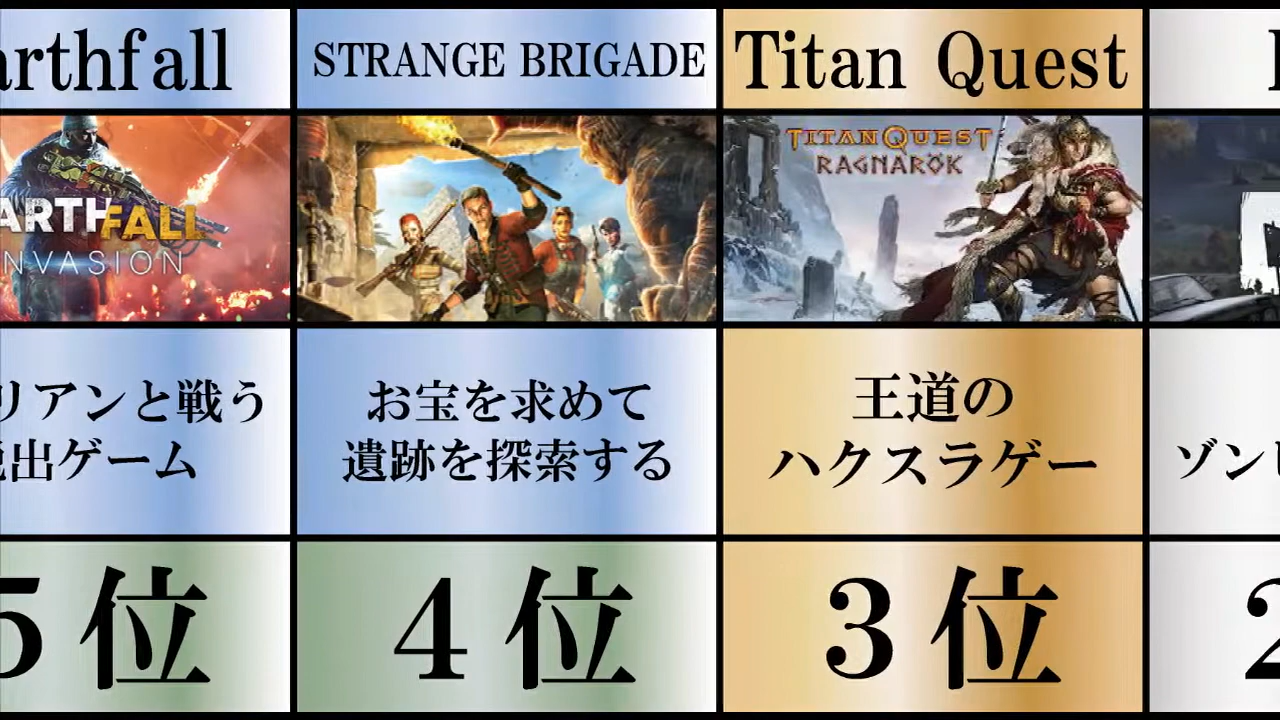 arthfall
STRANGE BRIGADE
Titan Quest
ARTHFALL
NVASION
TITAN QUEST
RAGNARÖK
リアンと戦う
出ゲーム
お宝を求めて
遺跡を探索する
王道の
ハクスラゲー
ゾン
5位
4位
3位
2